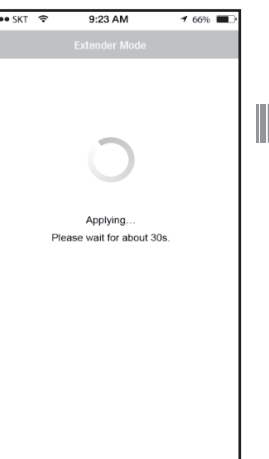 SKT 9:23 AM 66%
Extender Mode
Applying...
Please wait for about 30s.